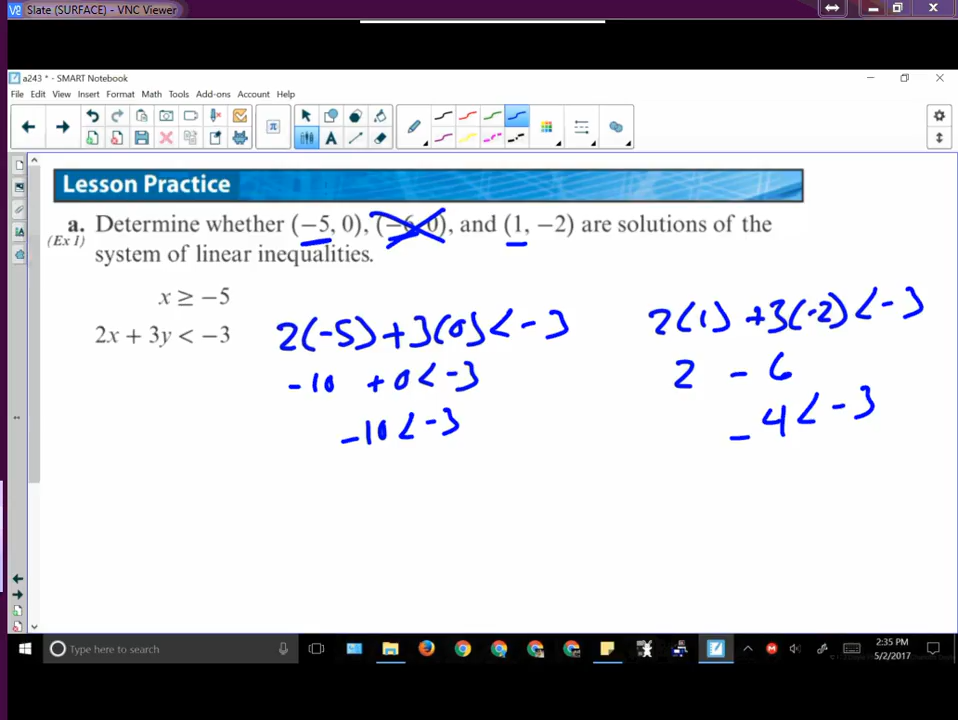 Slate (SURFACE) - VNC Viewer
a243 * - SMART Notebook
File Edit View Insert Format Math Tools Add-ons Account Help
Lesson Practice
a. Determine whether (−5, 0), (−6, 0), and (1, −2) are solutions of the
(Ex 1)
system of linear inequalities.
x ≥ −5
2x + 3y < −3
2(-5)+3(0)<-3
-10 +0<-3
-10<-3
2(1) +3(-2)<-3
2 - 6
-4<-3
Type here to search
2:35 PM
5/2/2017